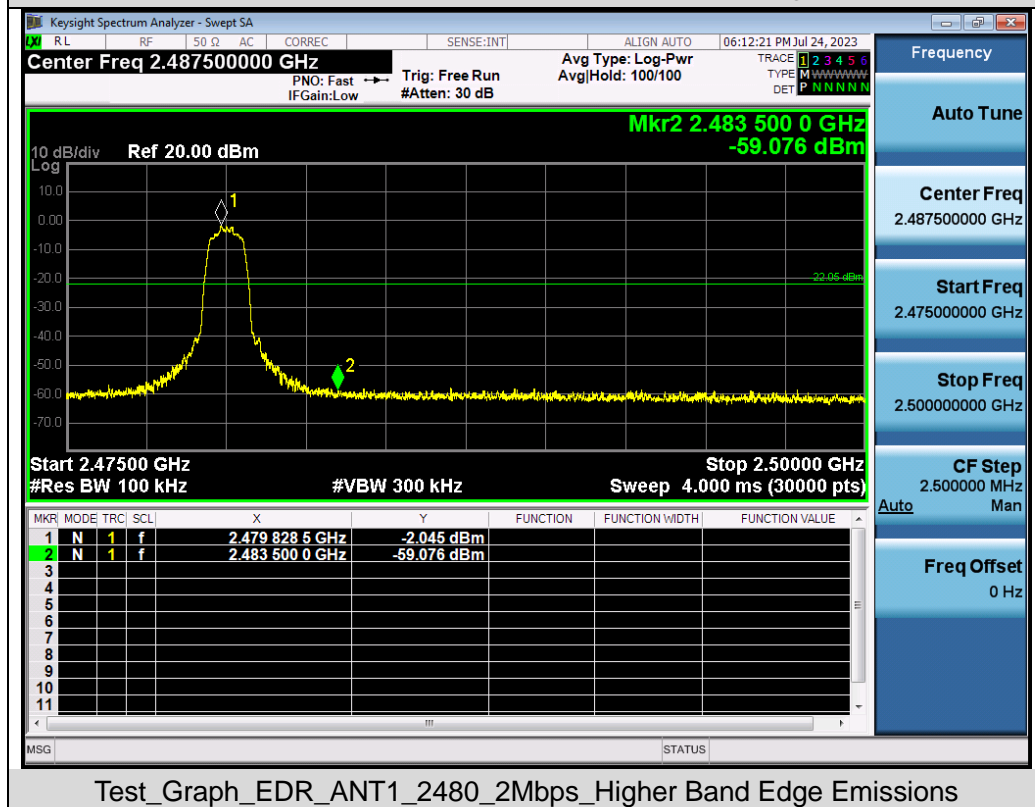 Keysight Spectrum Analyzer - Swept SA
LXI RL RF 50 Ω AC CORREC SENSE:INT ALIGN AUTO 06:12:21 PM Jul 24, 2023
Center Freq 2.487500000 GHz
PNO: Fast
IFGain:Low
Trig: Free Run
#Atten: 30 dB
Avg Type: Log-Pwr
Avg|Hold: 100/100
TRACE 1 2 3 4 5 6
TYPE M WWWWW
DET P N N N N N
Mkr2 2.483 500 0 GHz
-59.076 dBm
10 dB/div Ref 20.00 dBm
Log
10.0
0.00
-10.0
-20.0
-30.0
-40.0
-50.0
-60.0
-70.0
1
2
-22.05 dBm
Start 2.47500 GHz Stop 2.50000 GHz
#Res BW 100 kHz #VBW 300 kHz Sweep 4.000 ms (30000 pts)
MKR MODE TRC SCL X Y FUNCTION FUNCTION WIDTH FUNCTION VALUE
1 N 1 f 2.479 828 5 GHz -2.045 dBm
2 N 1 f 2.483 500 0 GHz -59.076 dBm
3
4
5
6
7
8
9
10
11
MSG STATUS
Frequency
Auto Tune
Center Freq
2.487500000 GHz
Start Freq
2.475000000 GHz
Stop Freq
2.500000000 GHz
CF Step
2.500000 MHz
Auto Man
Freq Offset
0 Hz
Test_Graph_EDR_ANT1_2480_2Mbps_Higher Band Edge Emissions